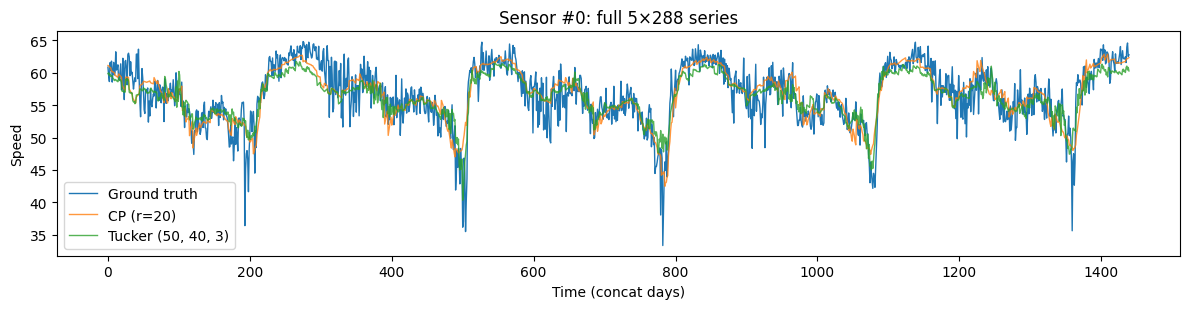 Sensor #0: full 5×288 series
Speed
65
60
55
50
45
40
35
Ground truth
CP (r=20)
Tucker (50, 40, 3)
0
200
400
600
800
1000
1200
1400
Time (concat days)